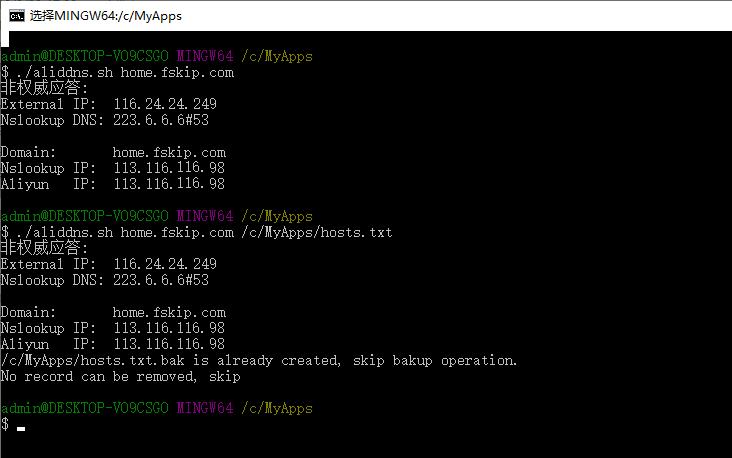 选择MINGW64:/c/MyApps
admin@DESKTOP-VO9CSGO MINGW64 /c/MyApps
$ ./aliddns.sh home.fskip.com
非权威应答:
External IP:  116.24.24.249
Nslookup DNS: 223.6.6.6#53
Domain:       home.fskip.com
Nslookup IP:  113.116.116.98
Aliyun   IP:  113.116.116.98
admin@DESKTOP-VO9CSGO MINGW64 /c/MyApps
$ ./aliddns.sh home.fskip.com /c/MyApps/hosts.txt
非权威应答:
External IP:  116.24.24.249
Nslookup DNS: 223.6.6.6#53
Domain:       home.fskip.com
Nslookup IP:  113.116.116.98
Aliyun   IP:  113.116.116.98
/c/MyApps/hosts.txt.bak is already created, skip bakup operation.
No record can be removed, skip
admin@DESKTOP-VO9CSGO MINGW64 /c/MyApps
$